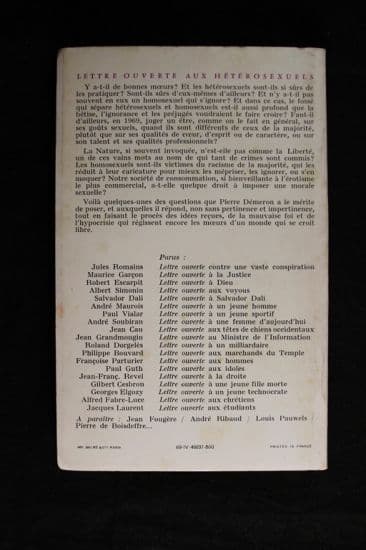 LETTRE OUVERTE AUX HÉTÉROSEXUELS
Y a-t-il de bonnes mœurs? Et les hétérosexuels sont-ils si sûrs de
les pratiquer? Sont-ils sûrs d'eux-mêmes d'ailleurs? Et n'y a-t-il pas
souvent en eux un homosexuel qui s'ignore? Et dans ce cas, le fossé
qui sépare hétérosexuels et homosexuels est-il aussi profond que la
bêtise, l'ignorance et les préjugés voudraient le faire croire? Faut-il
d'ailleurs, en 1969, juger un être, comme on le fait en général, sur
ses goûts sexuels, quand ils sont différents de ceux de la majorité,
plutôt que sur ses qualités de cœur, d'esprit ou de caractère, ou sur
son talent et ses qualités professionnels?
La Nature, si souvent invoquée, n'est-elle pas comme la Liberté,
un de ces vains mots au nom de qui tant de crimes sont commis?
Les homosexuels sont-ils victimes du racisme de la majorité, qui les
réduit à leur caricature pour mieux les mépriser, les ignorer, ou s'en
moquer? Notre société de consommation, si bienveillante à l'érotisme
le plus commercial, a-t-elle quelque droit à imposer une morale
sexuelle?
Voilà quelques-unes des questions que Pierre Démeron a le mérite
de poser, et auxquelles il répond, non sans pertinence et impertinence,
tout en faisant le procès des idées reçues, de la mauvaise foi et de
l'hypocrisie qui régissent encore les mœurs d'un monde qui se croit
libre.
Parus :
Jules Romains Lettre ouverte contre une vaste conspiration
Maurice Garçon Lettre ouverte à la Justice
Robert Escarpit Lettre ouverte à Dieu
Albert Simonin Lettre ouverte aux voyous
Salvador Dali Lettre ouverte à Salvador Dali
André Maurois Lettre ouverte à un jeune homme
Paul Vialar Lettre ouverte à un jeune sportif
André Soubiran Lettre ouverte à une femme d'aujourd'hui
Jean Cau Lettre ouverte aux têtes de chiens occidentaux
Jean Grandmougin Lettre ouverte au Ministre de l'Information
Roland Dorgelès Lettre ouverte à un milliardaire
Philippe Bouvard Lettre ouverte aux marchands du Temple
Françoise Parturier Lettre ouverte aux hommes
Paul Guth Lettre ouverte aux idoles
Jean-Franç. Revel Lettre ouverte à la droite
Gilbert Cesbron Lettre ouverte à une jeune fille morte
Georges Elgozy Lettre ouverte à un jeune technocrate
Alfred Fabre-Luce Lettre ouverte aux chrétiens
Jacques Laurent Lettre ouverte aux étudiants
A paraître : Jean Fougère / André Ribaud / Louis Pauwels /
Pierre de Boisdeffre...
PRINTED IN FRANCE